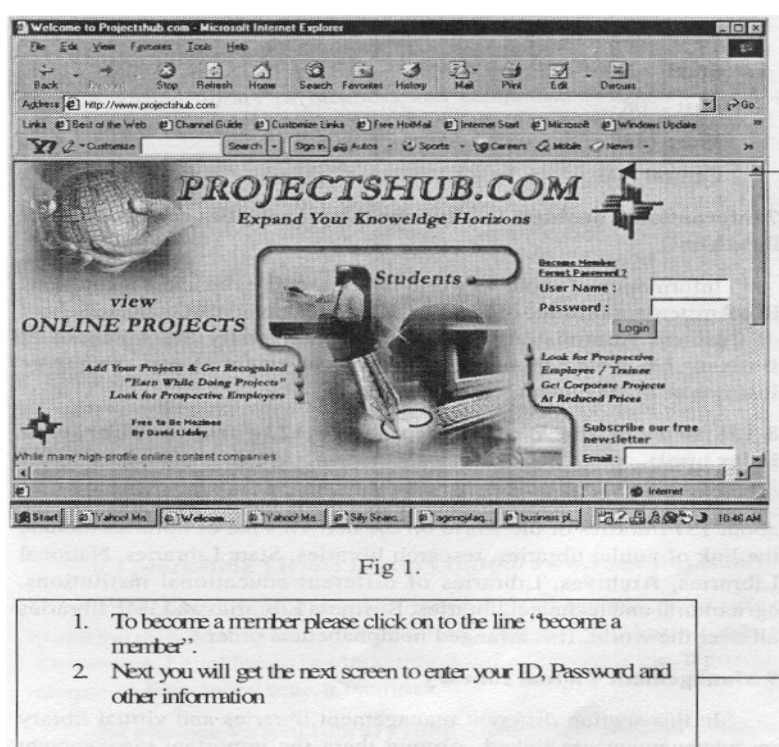 Welcome to Projectshub.com - Microsoft Internet Explorer
File Edit View Favorites Tools Help
Back Stop Refresh Home Search Favorites History Mail Print Edit Discuss
Address http://www.projectshub.com Go
Links Best of the Web Channel Guide Customize Links Free HotMail Internet Start Microsoft Windows Update
Y! Customize Search Sign in Autos Sports Careers Mobile News
PROJECTSHUB.COM
Expand Your Knoweldge Horizons
Students
Become Member
Forgot Password ?
User Name :
Password :
Login
view
ONLINE PROJECTS
Add Your Projects & Get Recognised
"Earn While Doing Projects"
Look for Prospective Employers
Look for Prospective
Employee / Trainee
Get Corporate Projects
At Reduced Prices
Free to Be Mezines
By David Lidsky
While many high-profile online content companies
Subscribe our free
newsletter
Email :
Internet
Start Yahoo! Ma... Welcom... Yahoo! Ma... Silly Searc... agency/faq... business pl... 10:46 AM
Fig 1.
1. To become a member please click on to the line "become a
member".
2. Next you will get the next screen to enter your ID, Password and
other information